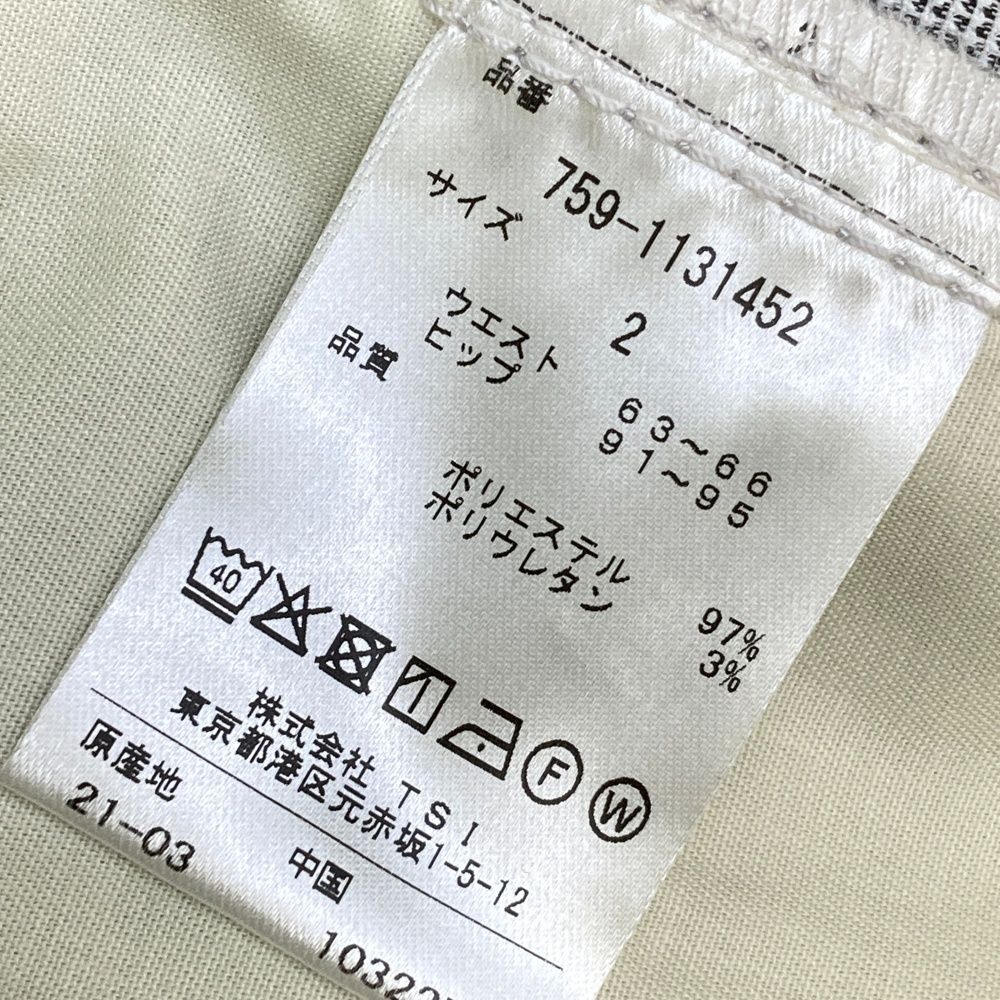 品番
759-1131452
サイズ
2
ウエスト 63～66
ヒップ 91～95
品質
ポリエステル 97%
ポリウレタン 3%
40
F W
株式会社 TSI
東京都港区元赤坂1-5-12
原産地 中国
21-03